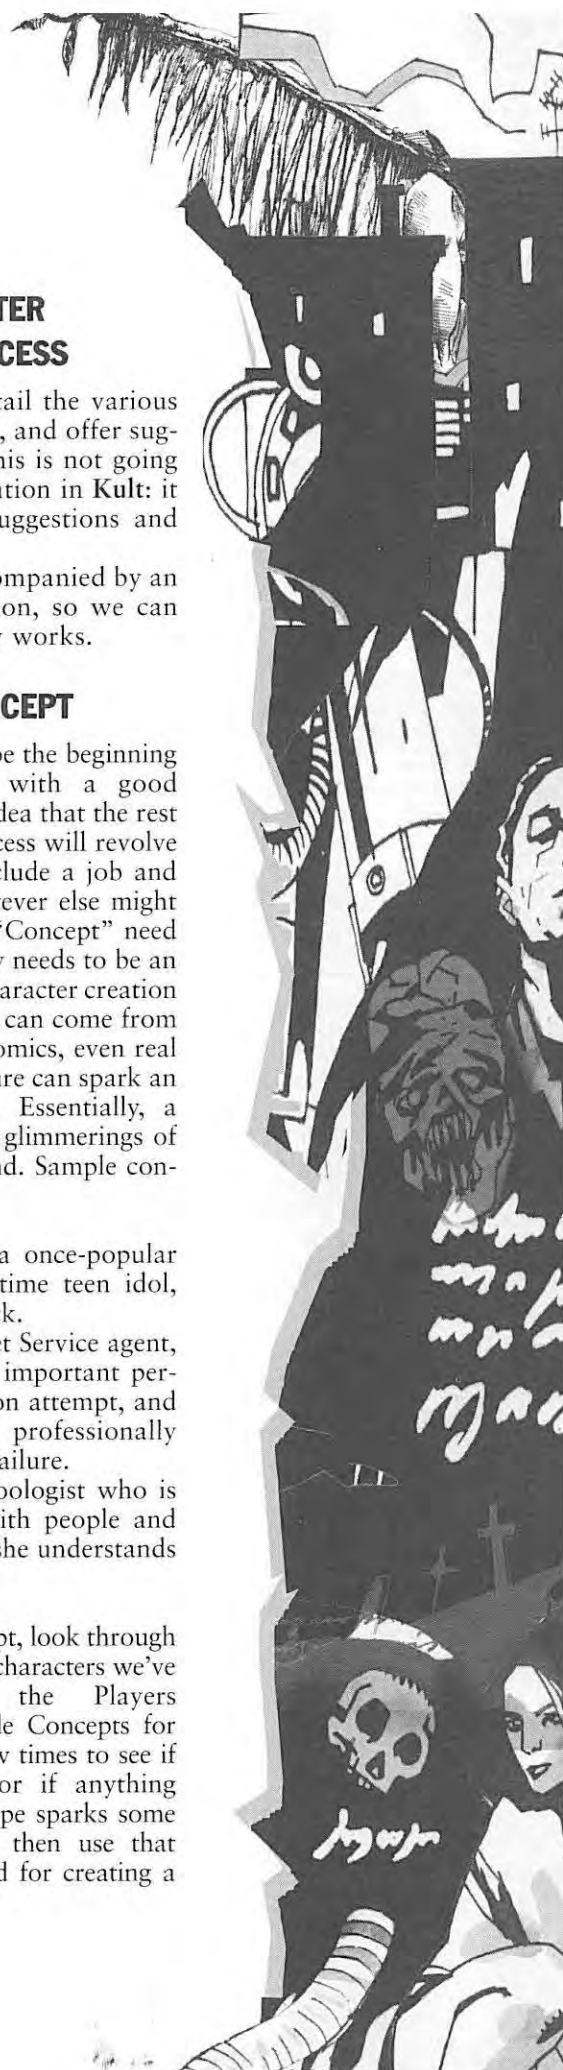 TER
CESS
tail the various
, and offer sug-
his is not going
ation in Kult: it
uggestions and
ompanied by an
ion, so we can
y works.
CEPT
be the beginning
with a good
dea that the rest
cess will revolve
clude a job and
tever else might
"Concept" need
y needs to be an
aracter creation
can come from
omics, even real
ure can spark an
Essentially, a
glimmerings of
nd. Sample con-
a once-popular
time teen idol,
k.
et Service agent,
important per-
on attempt, and
professionally
ailure.
oologist who is
ith people and
she understands
pt, look through
characters we've
the Players
le Concepts for
w times to see if
or if anything
ype sparks some
then use that
d for creating a